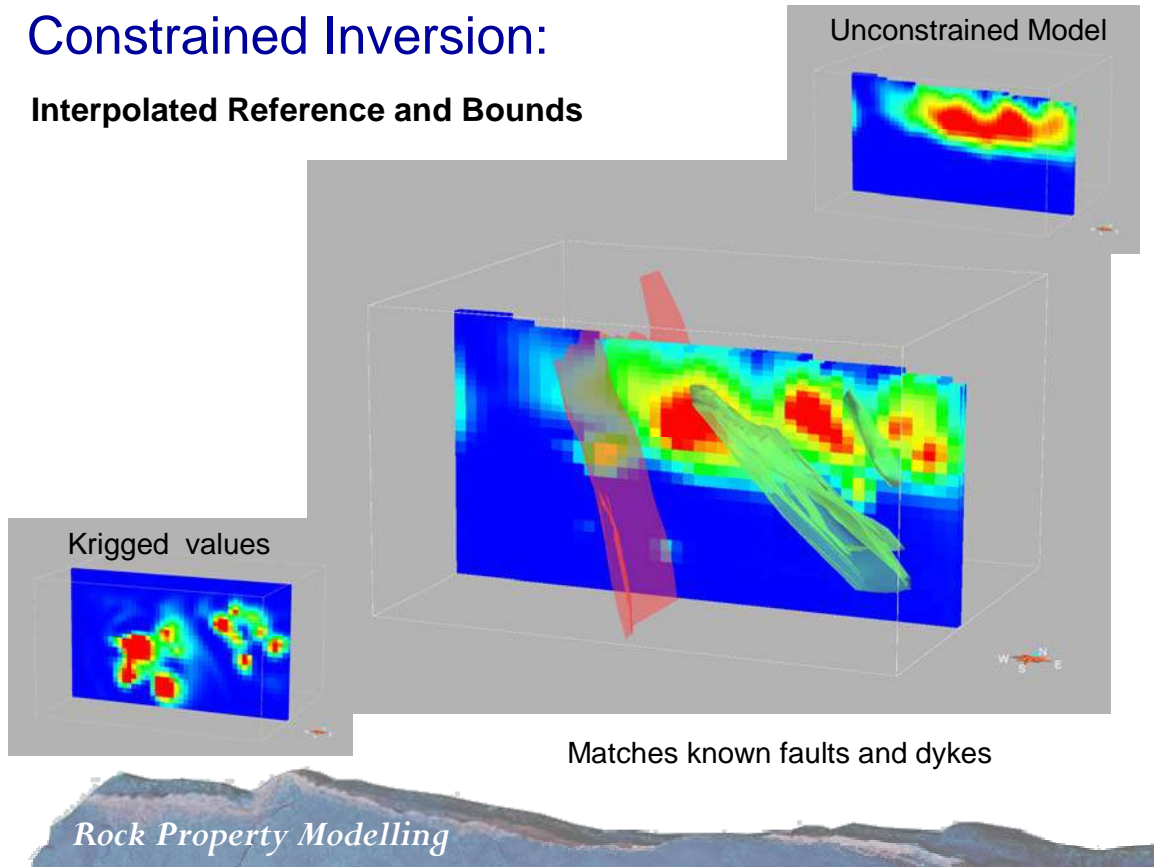 Constrained Inversion:
Unconstrained Model
Interpolated Reference and Bounds
Krigged values
W N
S E
Matches known faults and dykes
Rock Property Modelling